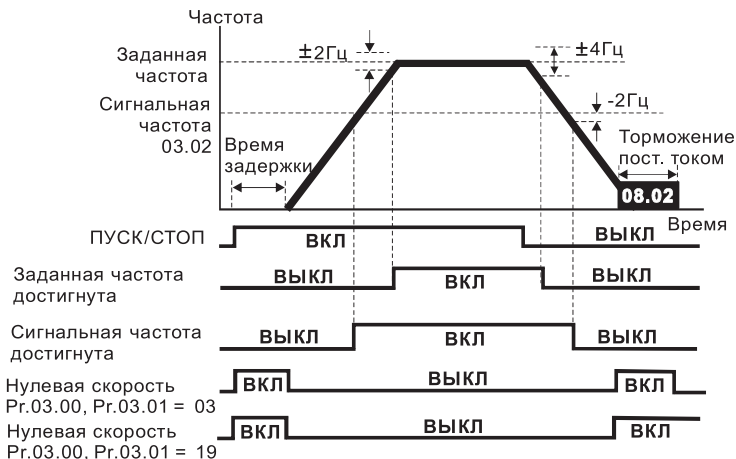 Частота
Заданная
частота
±2Гц
±4Гц
Сигнальная
частота
03.02
-2Гц
Время
задержки
Торможение
пост. током
08.02
Время
ПУСК/СТОП
ВКЛ
ВЫКЛ
Заданная частота
достигнута
ВЫКЛ
ВКЛ
ВЫКЛ
Сигнальная частота
достигнута
ВЫКЛ
ВКЛ
ВЫКЛ
Нулевая скорость
Pr.03.00, Pr.03.01 = 03
ВКЛ
ВЫКЛ
ВКЛ
Нулевая скорость
Pr.03.00, Pr.03.01 = 19
ВКЛ
ВЫКЛ
ВКЛ